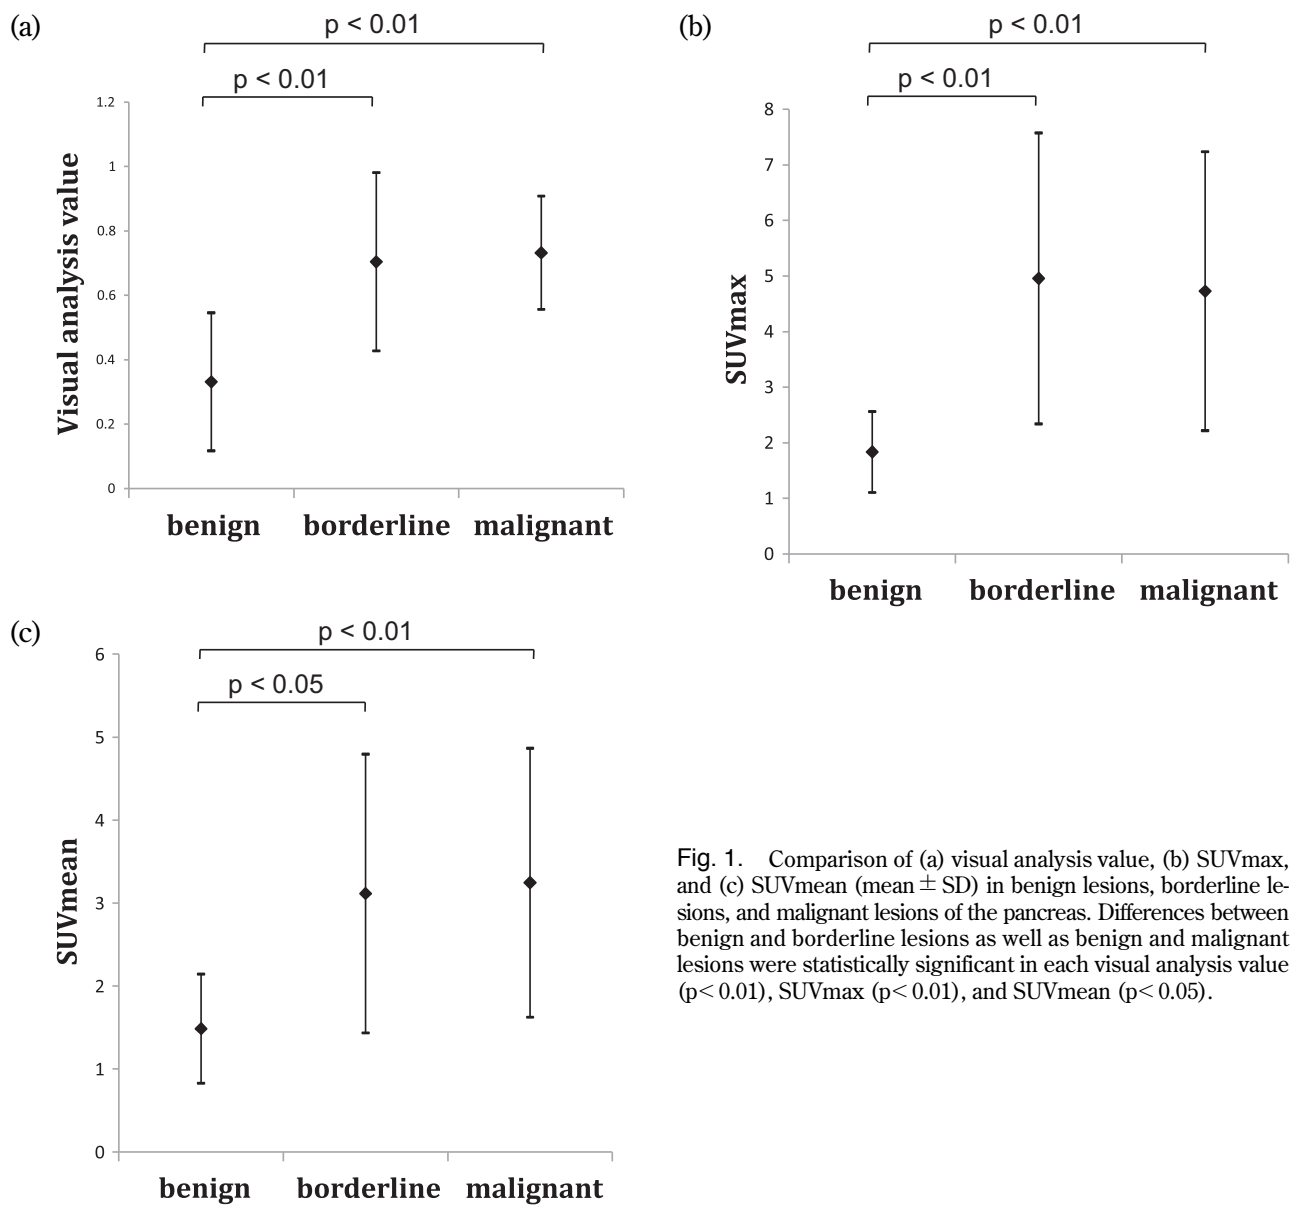 (a)
p < 0.01
p < 0.01
1.2
1
0.8
0.6
0.4
0.2
0
Visual analysis value
benign borderline malignant
(b)
p < 0.01
p < 0.01
8
7
6
5
4
3
2
1
0
SUVmax
benign borderline malignant
(c)
p < 0.01
p < 0.05
6
5
4
3
2
1
0
SUVmean
benign borderline malignant
Fig. 1. Comparison of (a) visual analysis value, (b) SUVmax,
and (c) SUVmean (mean ± SD) in benign lesions, borderline le-
sions, and malignant lesions of the pancreas. Differences between
benign and borderline lesions as well as benign and malignant
lesions were statistically significant in each visual analysis value
(p< 0.01), SUVmax (p< 0.01), and SUVmean (p< 0.05).